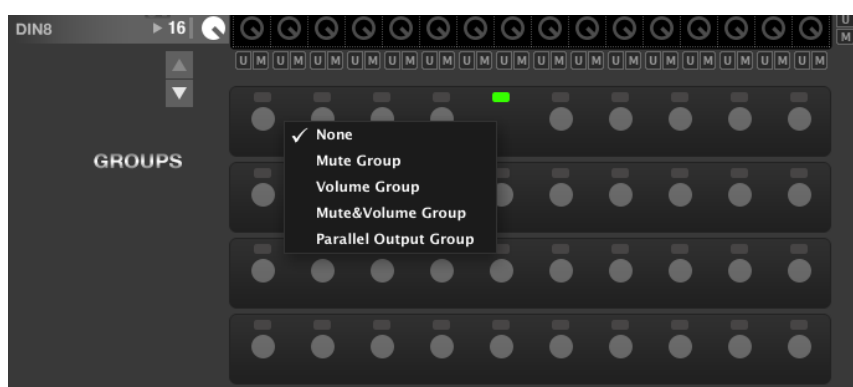 DIN8 ▶ 16
U
M
U M U M U M U M U M U M U M U M U M U M U M U M U M U M U M U M
GROUPS
✓ None
Mute Group
Volume Group
Mute&Volume Group
Parallel Output Group